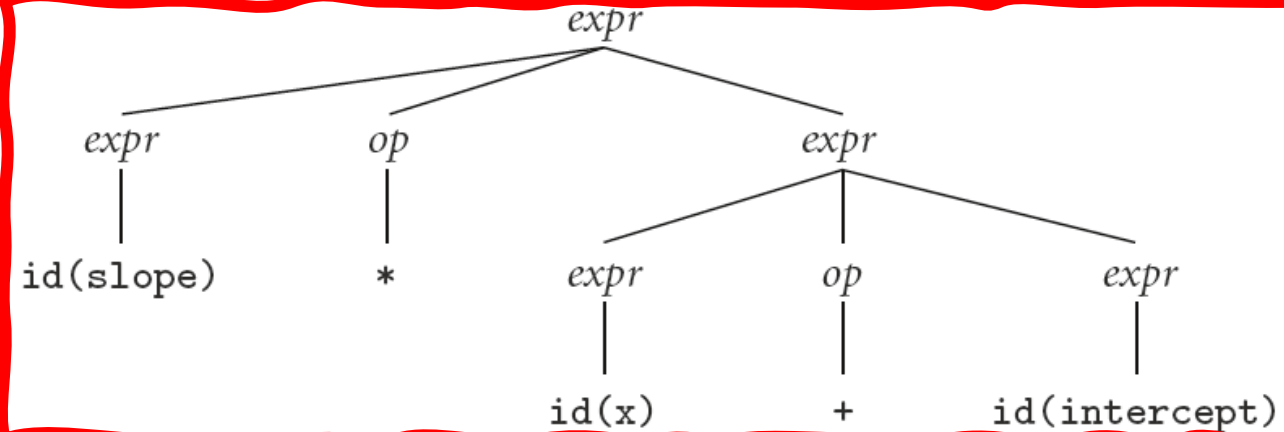 expr
expr op expr
id(slope) * expr op expr
id(x) + id(intercept)